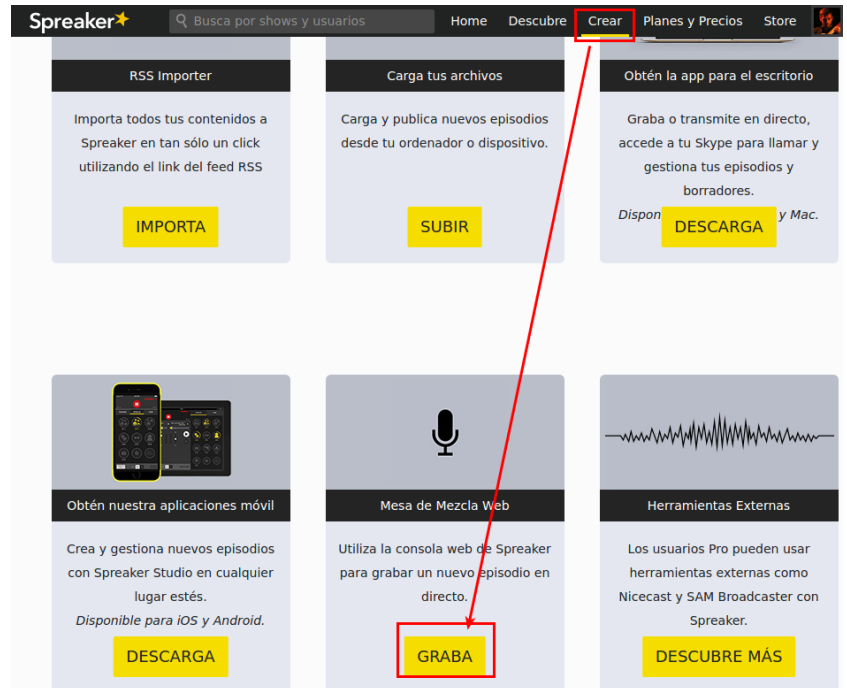 Spreaker
Busca por shows y usuarios
Home Descubre Crear Planes y Precios Store
RSS Importer
Importa todos tus contenidos a
Spreaker en tan sólo un click
utilizando el link del feed RSS
IMPORTA
Carga tus archivos
Carga y publica nuevos episodios
desde tu ordenador o dispositivo.
SUBIR
Obtén la app para el escritorio
Graba o transmite en directo,
accede a tu Skype para llamar y
gestiona tus episodios y
borradores.
y Mac.
DESCARGA
Obtén nuestra aplicaciones móvil
Crea y gestiona nuevos episodios
con Spreaker Studio en cualquier
lugar estés.
Disponible para iOS y Android.
DESCARGA
Mesa de Mezcla Web
Utiliza la consola web de Spreaker
para grabar un nuevo episodio en
directo.
GRABA
Herramientas Externas
Los usuarios Pro pueden usar
herramientas externas como
Nicecast y SAM Broadcaster con
Spreaker.
DESCUBRE MÁS